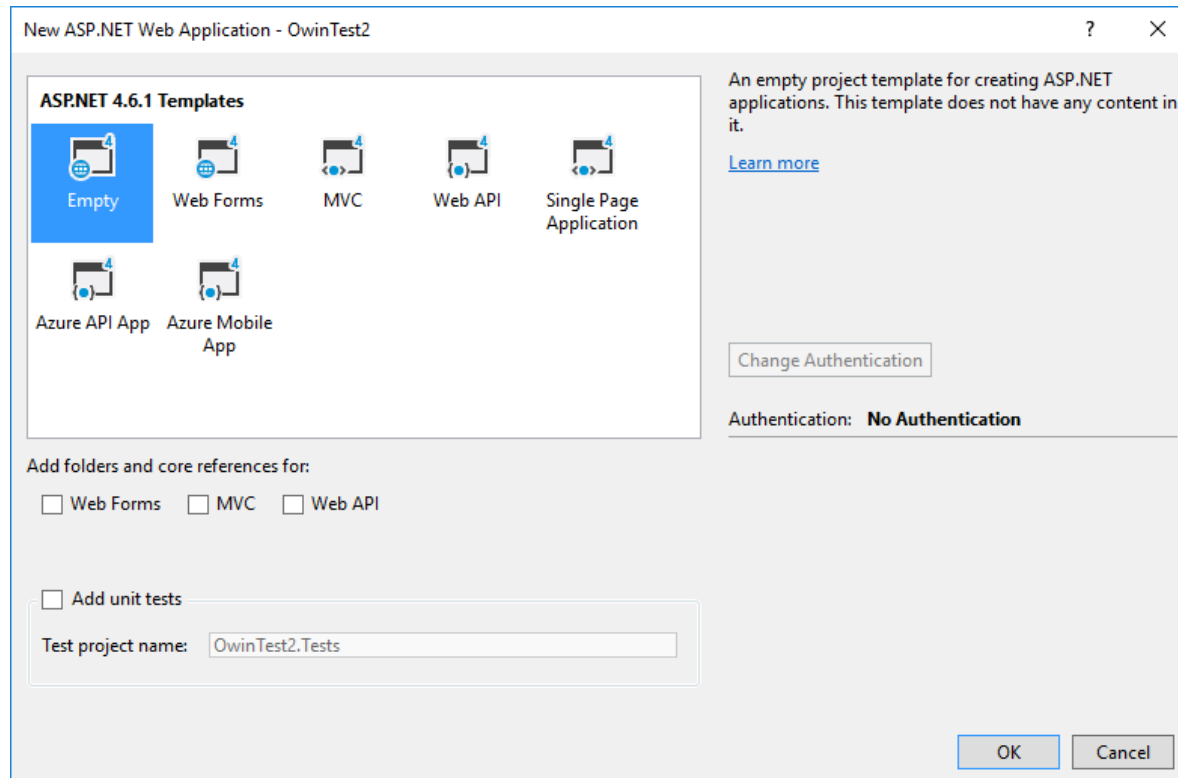 New ASP.NET Web Application - OwinTest2
?
ASP.NET 4.6.1 Templates
4
4
4
4
4
Empty
Web Forms
MVC
Web API
Single Page
Application
4
4
Azure API App
Azure Mobile
App
An empty project template for creating ASP.NET
applications. This template does not have any content in
it.
Learn more
Change Authentication
Authentication: No Authentication
Add folders and core references for:
Web Forms
MVC
Web API
Add unit tests
Test project name:
OwinTest2.Tests
OK
Cancel